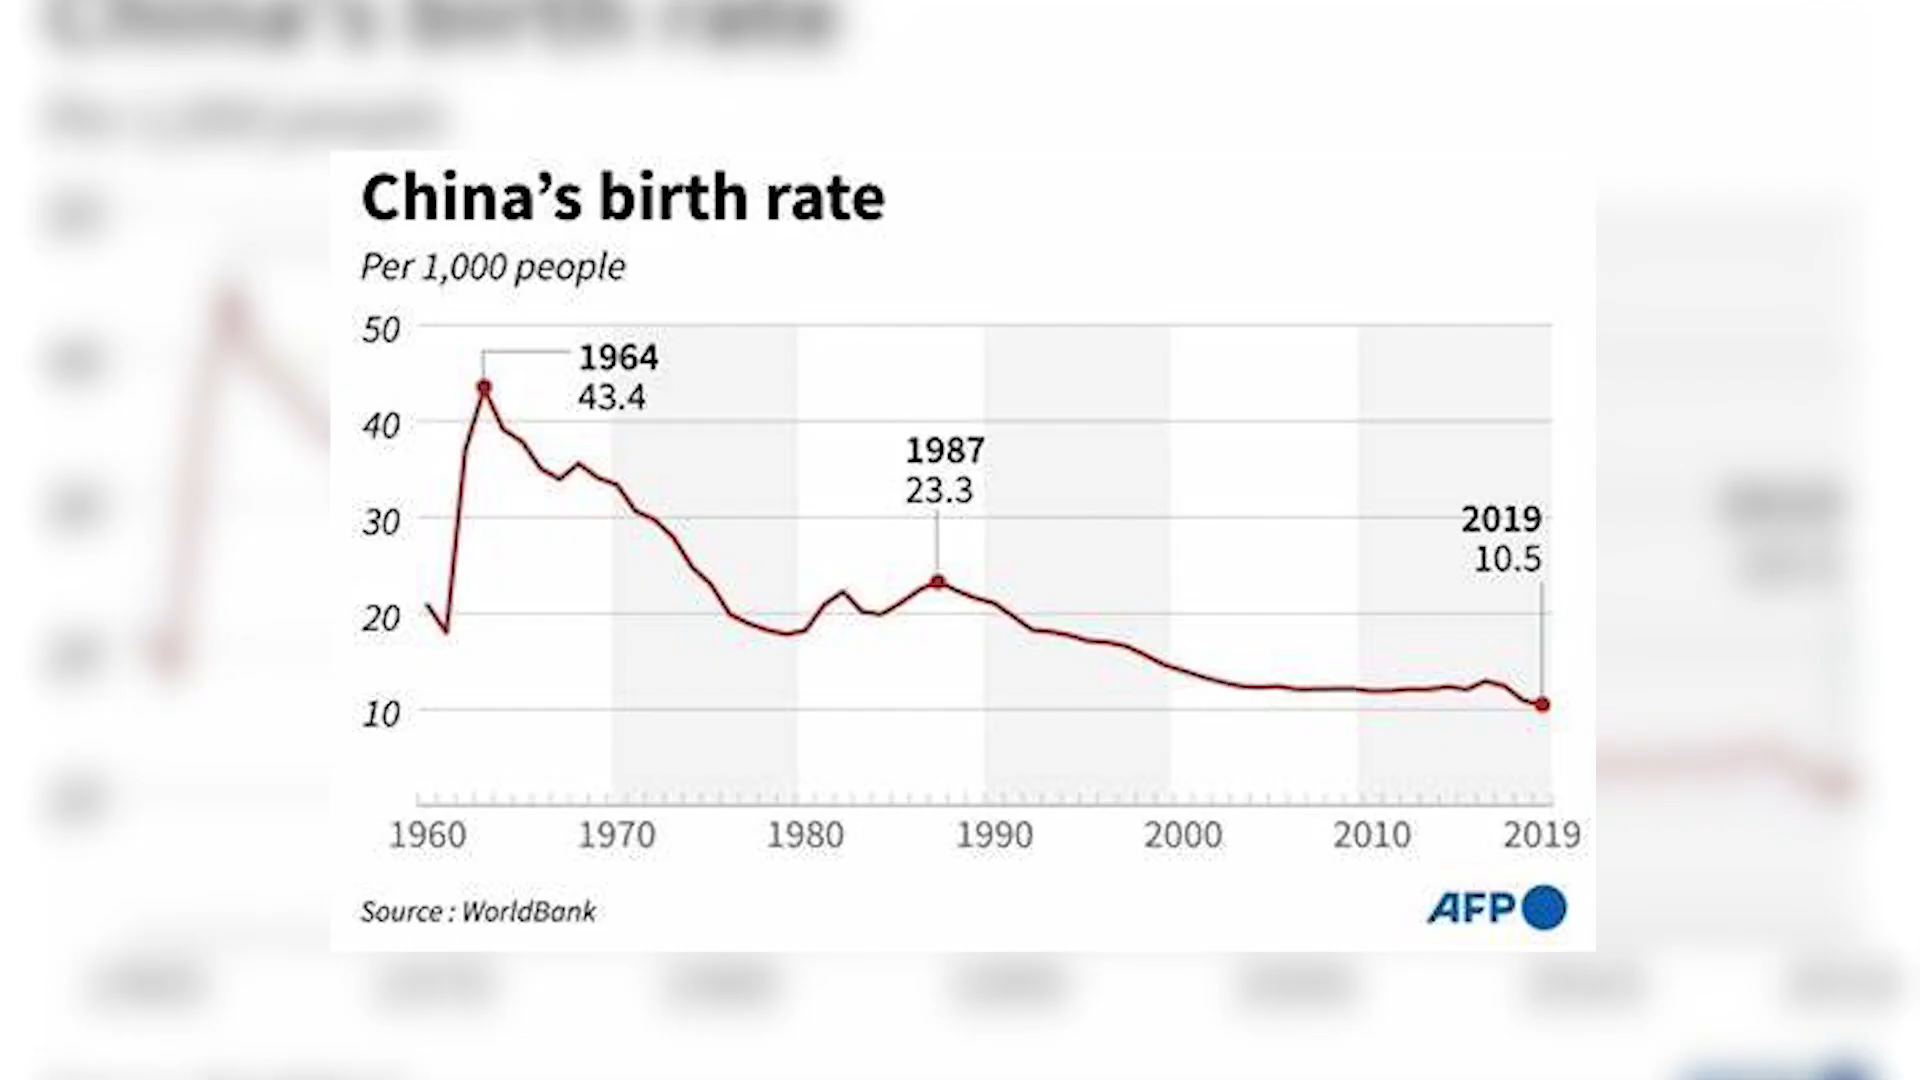 China’s birth rate
Per 1,000 people
50
40
30
20
10
1964
43.4
1987
23.3
2019
10.5
1960 1970 1980 1990 2000 2010 2019
Source : WorldBank
AFP